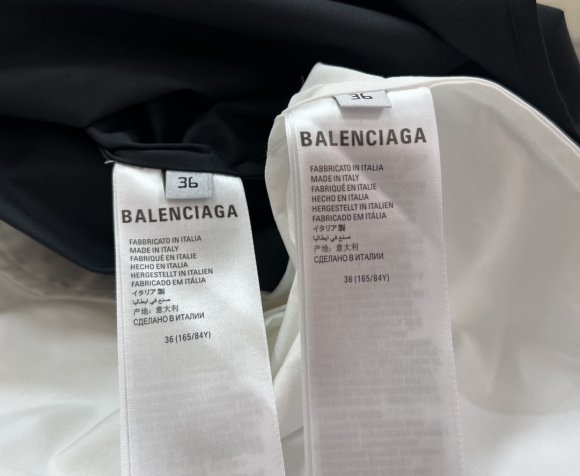 36
BALENCIAGA
FABBRICATO IN ITALIA
MADE IN ITALY
FABRIQUÉ EN ITALIE
HECHO EN ITALIA
HERGESTELLT IN ITALIEN
FABRICADO EM ITÁLIA
イタリア製
صنع في ايطاليا
产地: 意大利
СДЕЛАНО В ИТАЛИИ
36 (165/84Y)
36
BALENCIAGA
FABBRICATO IN ITALIA
MADE IN ITALY
FABRIQUÉ EN ITALIE
HECHO EN ITALIA
HERGESTELLT IN ITALIEN
FABRICADO EM ITÁLIA
イタリア製
صنع في ايطاليا
产地: 意大利
СДЕЛАНО В ИТАЛИИ
36 (165/84Y)